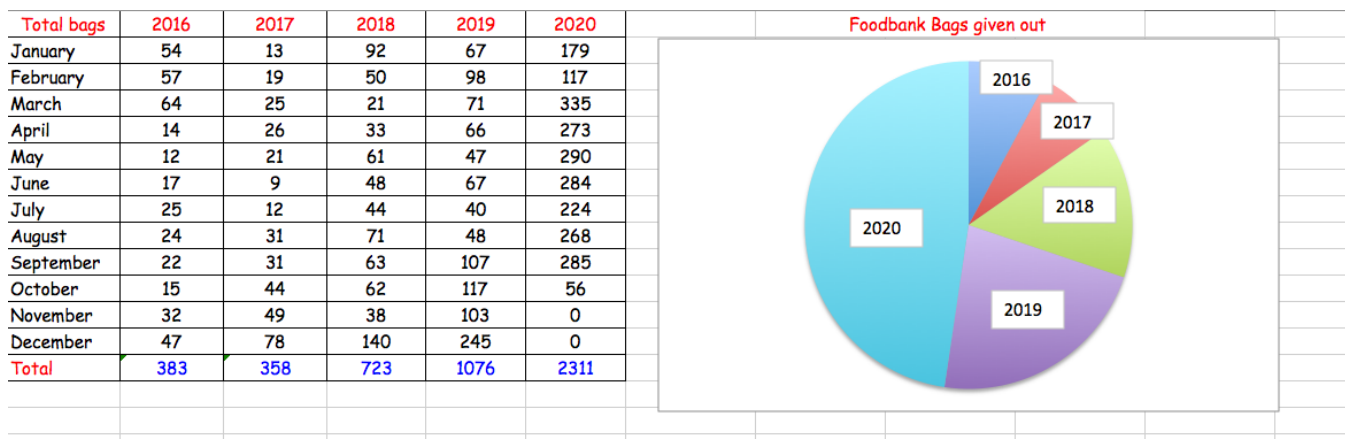 Total bags 2016 2017 2018 2019 2020
January 54 13 92 67 179
February 57 19 50 98 117
March 64 25 21 71 335
April 14 26 33 66 273
May 12 21 61 47 290
June 17 9 48 67 284
July 25 12 44 40 224
August 24 31 71 48 268
September 22 31 63 107 285
October 15 44 62 117 56
November 32 49 38 103 0
December 47 78 140 245 0
Total 383 358 723 1076 2311
Foodbank Bags given out
2016
2017
2018
2020
2019